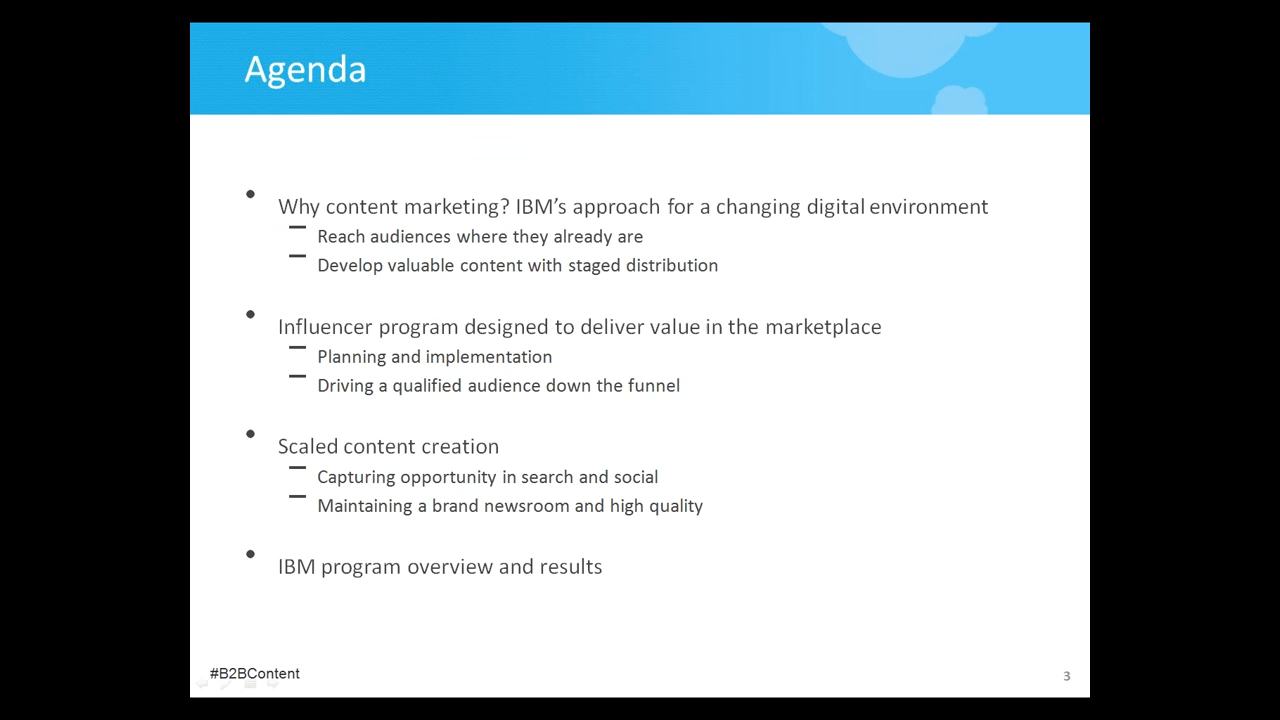 Agenda
• Why content marketing? IBM’s approach for a changing digital environment
– Reach audiences where they already are
– Develop valuable content with staged distribution
• Influencer program designed to deliver value in the marketplace
– Planning and implementation
– Driving a qualified audience down the funnel
• Scaled content creation
– Capturing opportunity in search and social
– Maintaining a brand newsroom and high quality
• IBM program overview and results
#B2BContent
3